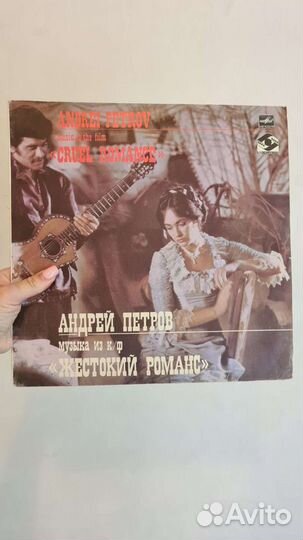 ANDREI PETROV
music to the film
«CRUEL ROMANCE»
АНДРЕЙ ПЕТРОВ
музыка из к/ф
«ЖЕСТОКИЙ РОМАНС»
Avito